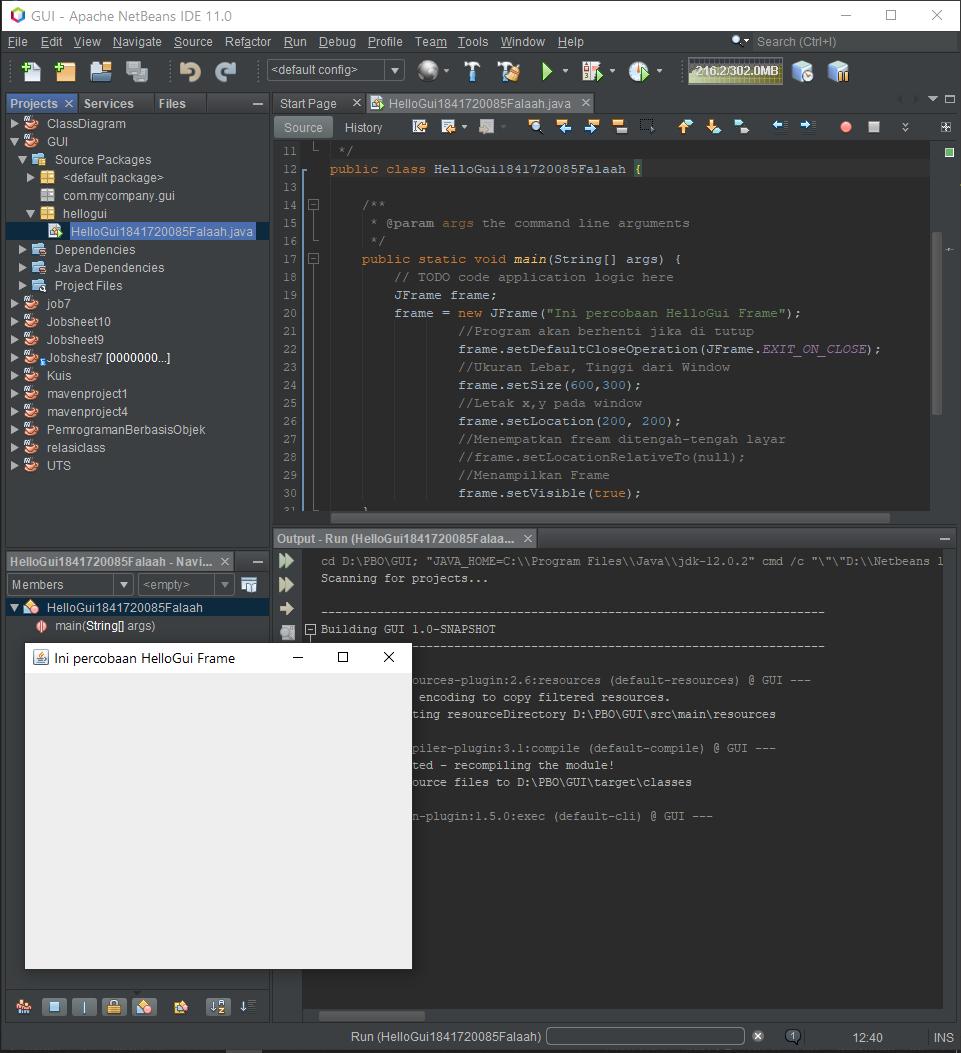 GUI - Apache NetBeans IDE 11.0
File Edit View Navigate Source Refactor Run Debug Profile Team Tools Window Help Search (Ctrl+I)
<default config> 216.2/302.0MB
Projects Services Files
ClassDiagram
GUI
Source Packages
<default package>
com.mycompany.gui
hellogui
HelloGui1841720085Falaah.java
Dependencies
Java Dependencies
Project Files
job7
Jobsheet10
Jobsheet9
Jobshest7 [0000000...]
Kuis
mavenproject1
mavenproject4
PemrogramanBerbasisObjek
relasiclass
UTS
Start Page HelloGui1841720085Falaah.java
Source History
11 */
12 public class HelloGui1841720085Falaah {
13
14 /**
15 * @param args the command line arguments
16 */
17 public static void main(String[] args) {
18 // TODO code application logic here
19 JFrame frame;
20 frame = new JFrame("Ini percobaan HelloGui Frame");
21 //Program akan berhenti jika di tutup
22 frame.setDefaultCloseOperation(JFrame.EXIT_ON_CLOSE);
23 //Ukuran Lebar, Tinggi dari Window
24 frame.setSize(600,300);
25 //Letak x,y pada window
26 frame.setLocation(200, 200);
27 //Menempatkan fream ditengah-tengah layar
28 //frame.setLocationRelativeTo(null);
29 //Menampilkan Frame
30 frame.setVisible(true);
31 }
HelloGui1841720085Falaah - Navi...
Members <empty>
HelloGui1841720085Falaah
main(String[] args)
Ini percobaan HelloGui Frame
Output - Run (HelloGui1841720085Falaa...
cd D:\PBO\GUI; "JAVA_HOME=C:\\Program Files\\Java\\jdk-12.0.2" cmd /c "\"\"D:\\Netbeans 1
Scanning for projects...
------------------------------------------------------------------------
Building GUI 1.0-SNAPSHOT
------------------------------------------------------------------------
ources-plugin:2.6:resources (default-resources) @ GUI ---
encoding to copy filtered resources.
ting resourceDirectory D:\PBO\GUI\src\main\resources
piler-plugin:3.1:compile (default-compile) @ GUI ---
ted - recompiling the module!
ource files to D:\PBO\GUI\target\classes
n-plugin:1.5.0:exec (default-cli) @ GUI ---
Run (HelloGui1841720085Falaah) 1 12:40 INS